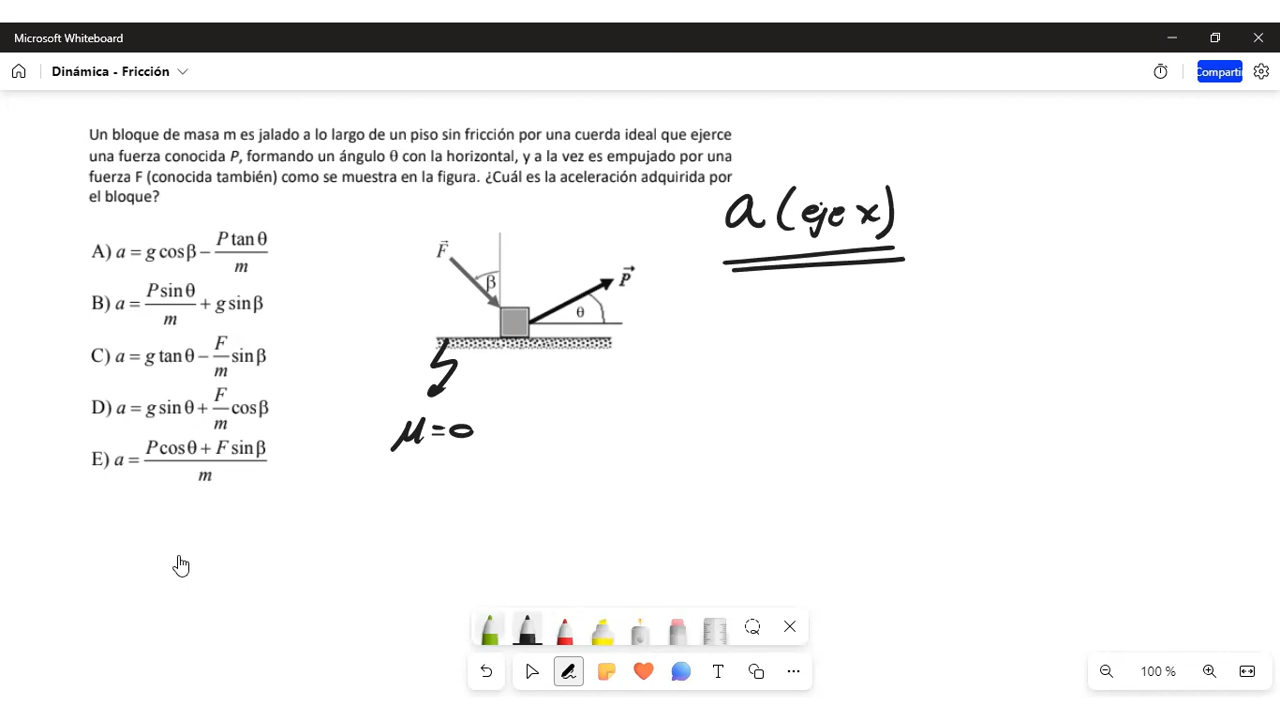 Microsoft Whiteboard
Dinámica - Fricción
Comparti
Un bloque de masa m es jalado a lo largo de un piso sin fricción por una cuerda ideal que ejerce
una fuerza conocida P, formando un ángulo θ con la horizontal, y a la vez es empujado por una
fuerza F (conocida también) como se muestra en la figura. ¿Cuál es la aceleración adquirida por
el bloque?
a (eje x)
A) a = g cosβ − P tanθ / m
B) a = P sinθ / m + g sinβ
C) a = g tanθ − F/m sinβ
D) a = g sinθ + F/m cosβ
E) a = P cosθ + F sinβ / m
F⃗
β
P⃗
θ
μ=0
T
100 %